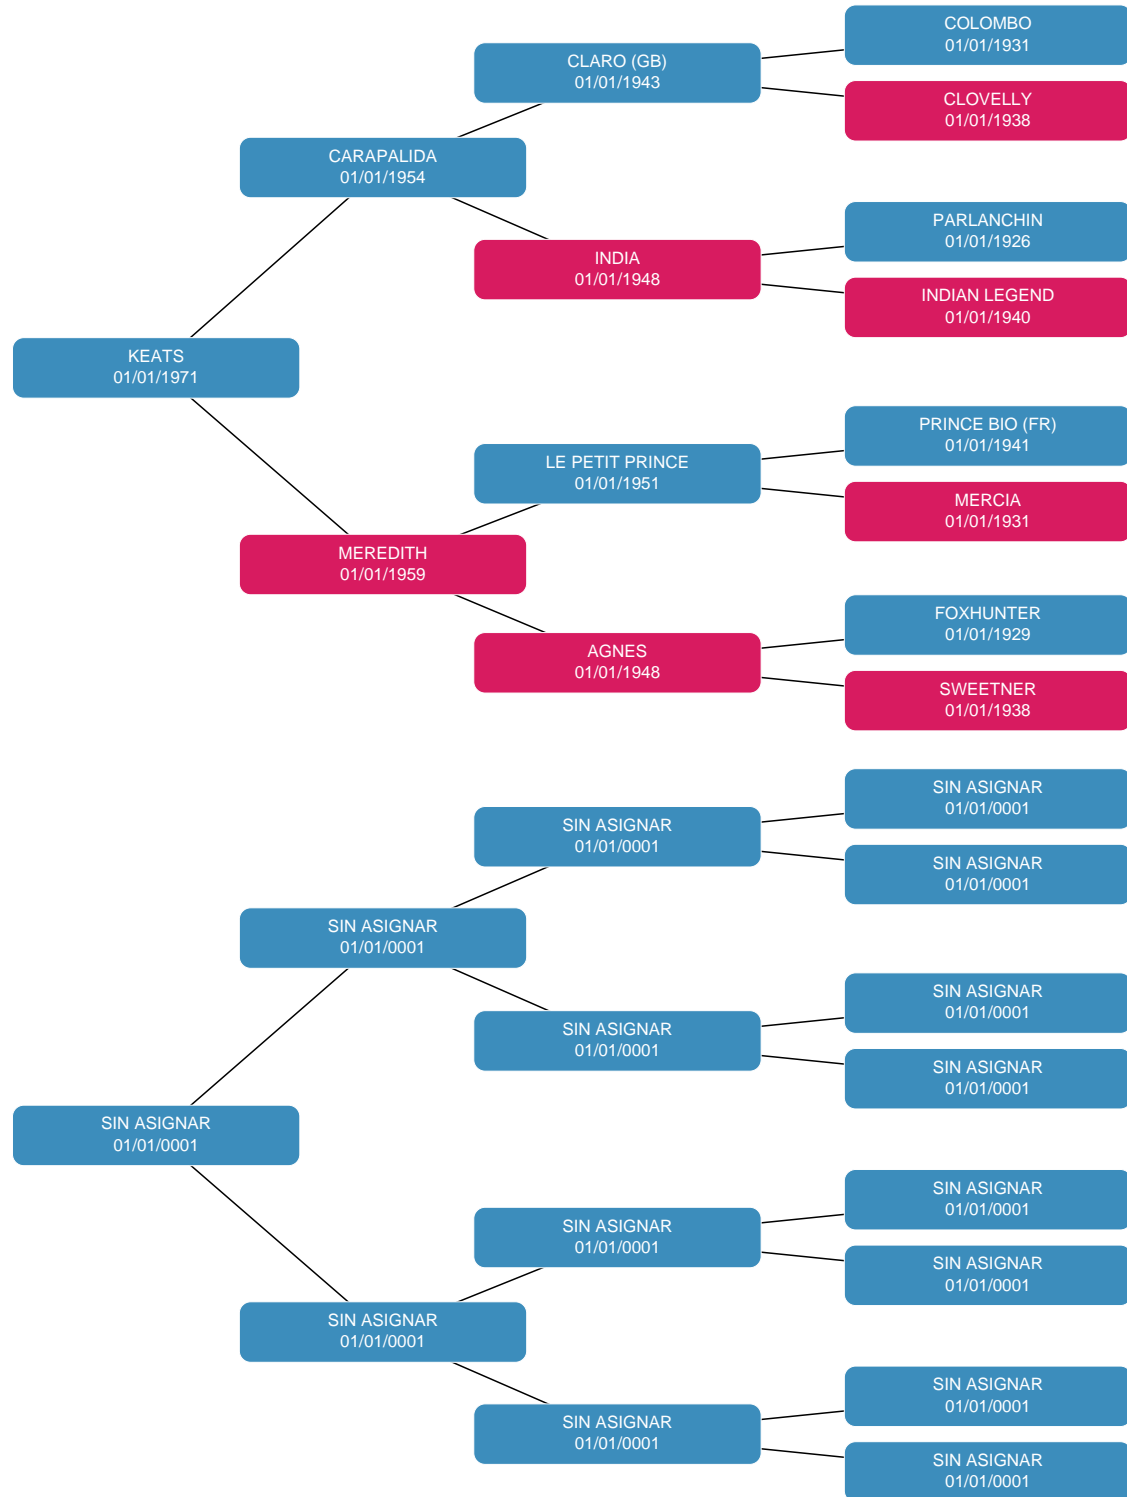 COLOMBO
01/01/1931
CLARO (GB)
01/01/1943
CLOVELLY
01/01/1938
CARAPALIDA
01/01/1954
PARLANCHIN
01/01/1926
INDIA
01/01/1948
INDIAN LEGEND
01/01/1940
KEATS
01/01/1971
PRINCE BIO (FR)
01/01/1941
LE PETIT PRINCE
01/01/1951
MERCIA
01/01/1931
MEREDITH
01/01/1959
FOXHUNTER
01/01/1929
AGNES
01/01/1948
SWEETNER
01/01/1938
SIN ASIGNAR
01/01/0001
SIN ASIGNAR
01/01/0001
SIN ASIGNAR
01/01/0001
SIN ASIGNAR
01/01/0001
SIN ASIGNAR
01/01/0001
SIN ASIGNAR
01/01/0001
SIN ASIGNAR
01/01/0001
SIN ASIGNAR
01/01/0001
SIN ASIGNAR
01/01/0001
SIN ASIGNAR
01/01/0001
SIN ASIGNAR
01/01/0001
SIN ASIGNAR
01/01/0001
SIN ASIGNAR
01/01/0001
SIN ASIGNAR
01/01/0001
SIN ASIGNAR
01/01/0001